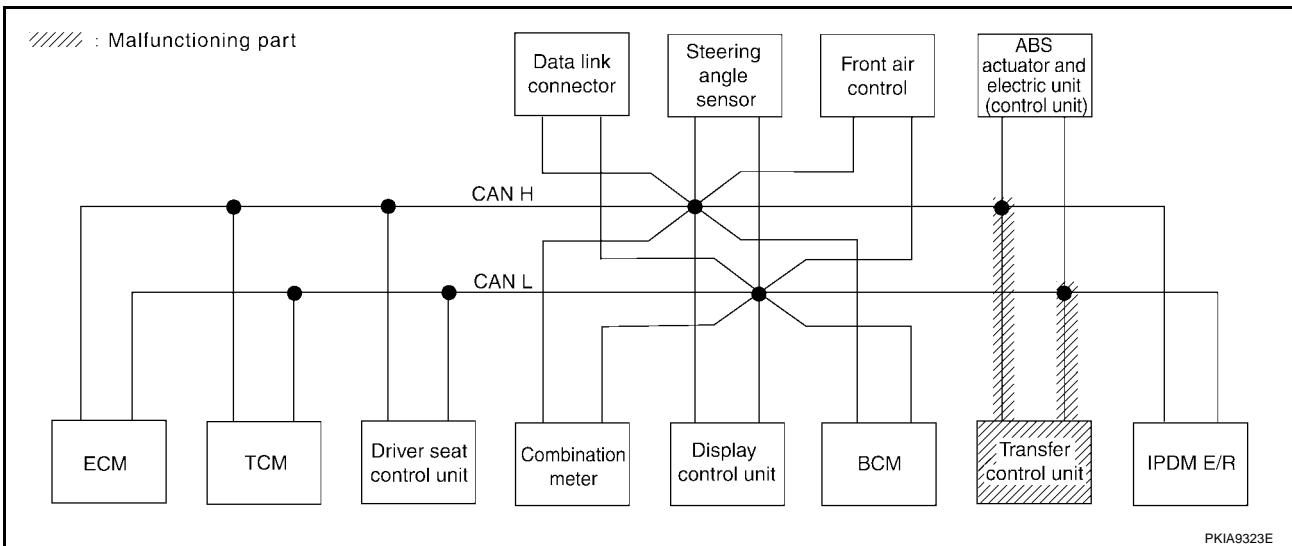 : Malfunctioning part
Data link
connector
Steering
angle
sensor
Front air
control
ABS
actuator and
electric unit
(control unit)
CAN H
CAN L
ECM
TCM
Driver seat
control unit
Combination
meter
Display
control unit
BCM
Transfer
control unit
IPDM E/R
PKIA9323E